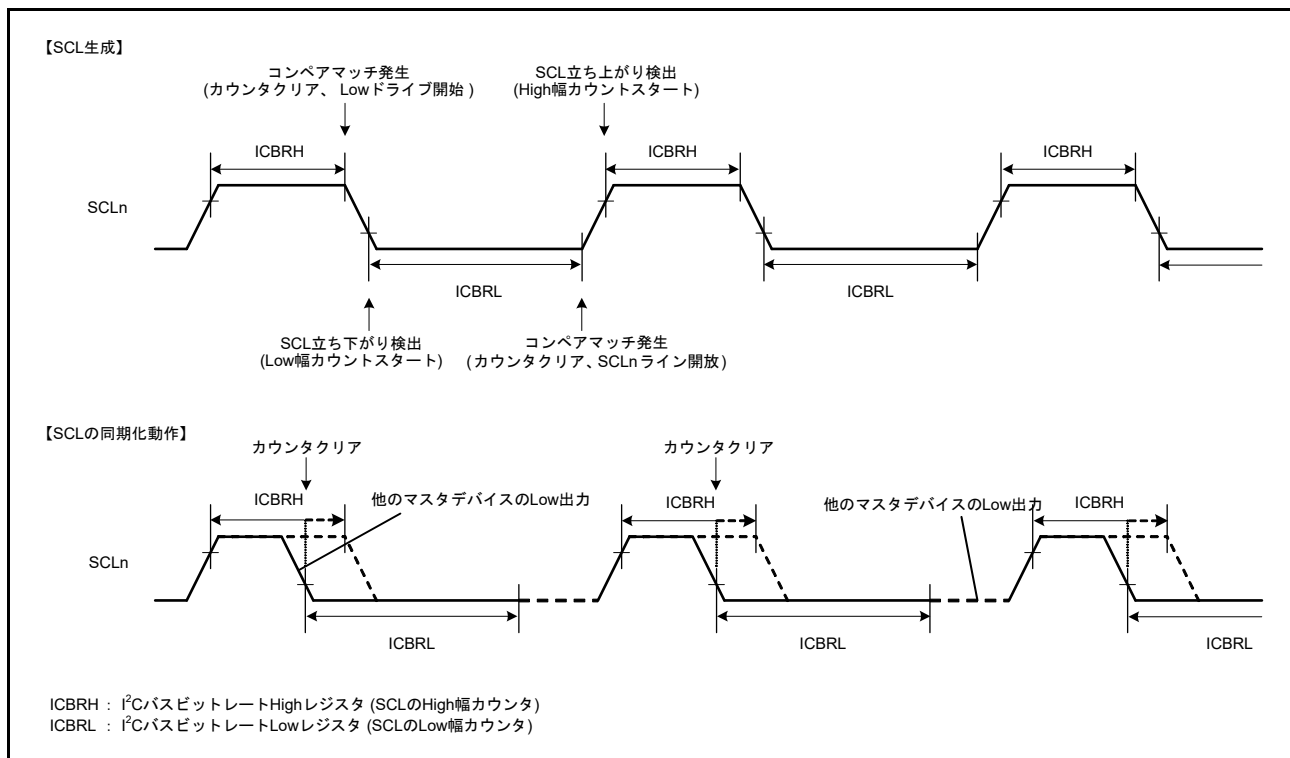 【SCL生成】
コンペアマッチ発生
(カウンタクリア、 Lowドライブ開始 )
SCL立ち上がり検出
(High幅カウントスタート)
ICBRH
ICBRH
ICBRH
SCLn
ICBRL
ICBRL
SCL立ち下がり検出
(Low幅カウントスタート)
コンペアマッチ発生
(カウンタクリア、SCLnライン開放)
【SCLの同期化動作】
カウンタクリア
カウンタクリア
ICBRH
他のマスタデバイスのLow出力
ICBRH
他のマスタデバイスのLow出力
ICBRH
SCLn
ICBRL
ICBRL
ICBRL
ICBRH : I²CバスビットレートHighレジスタ (SCLのHigh幅カウンタ)
ICBRL : I²CバスビットレートLowレジスタ (SCLのLow幅カウンタ)